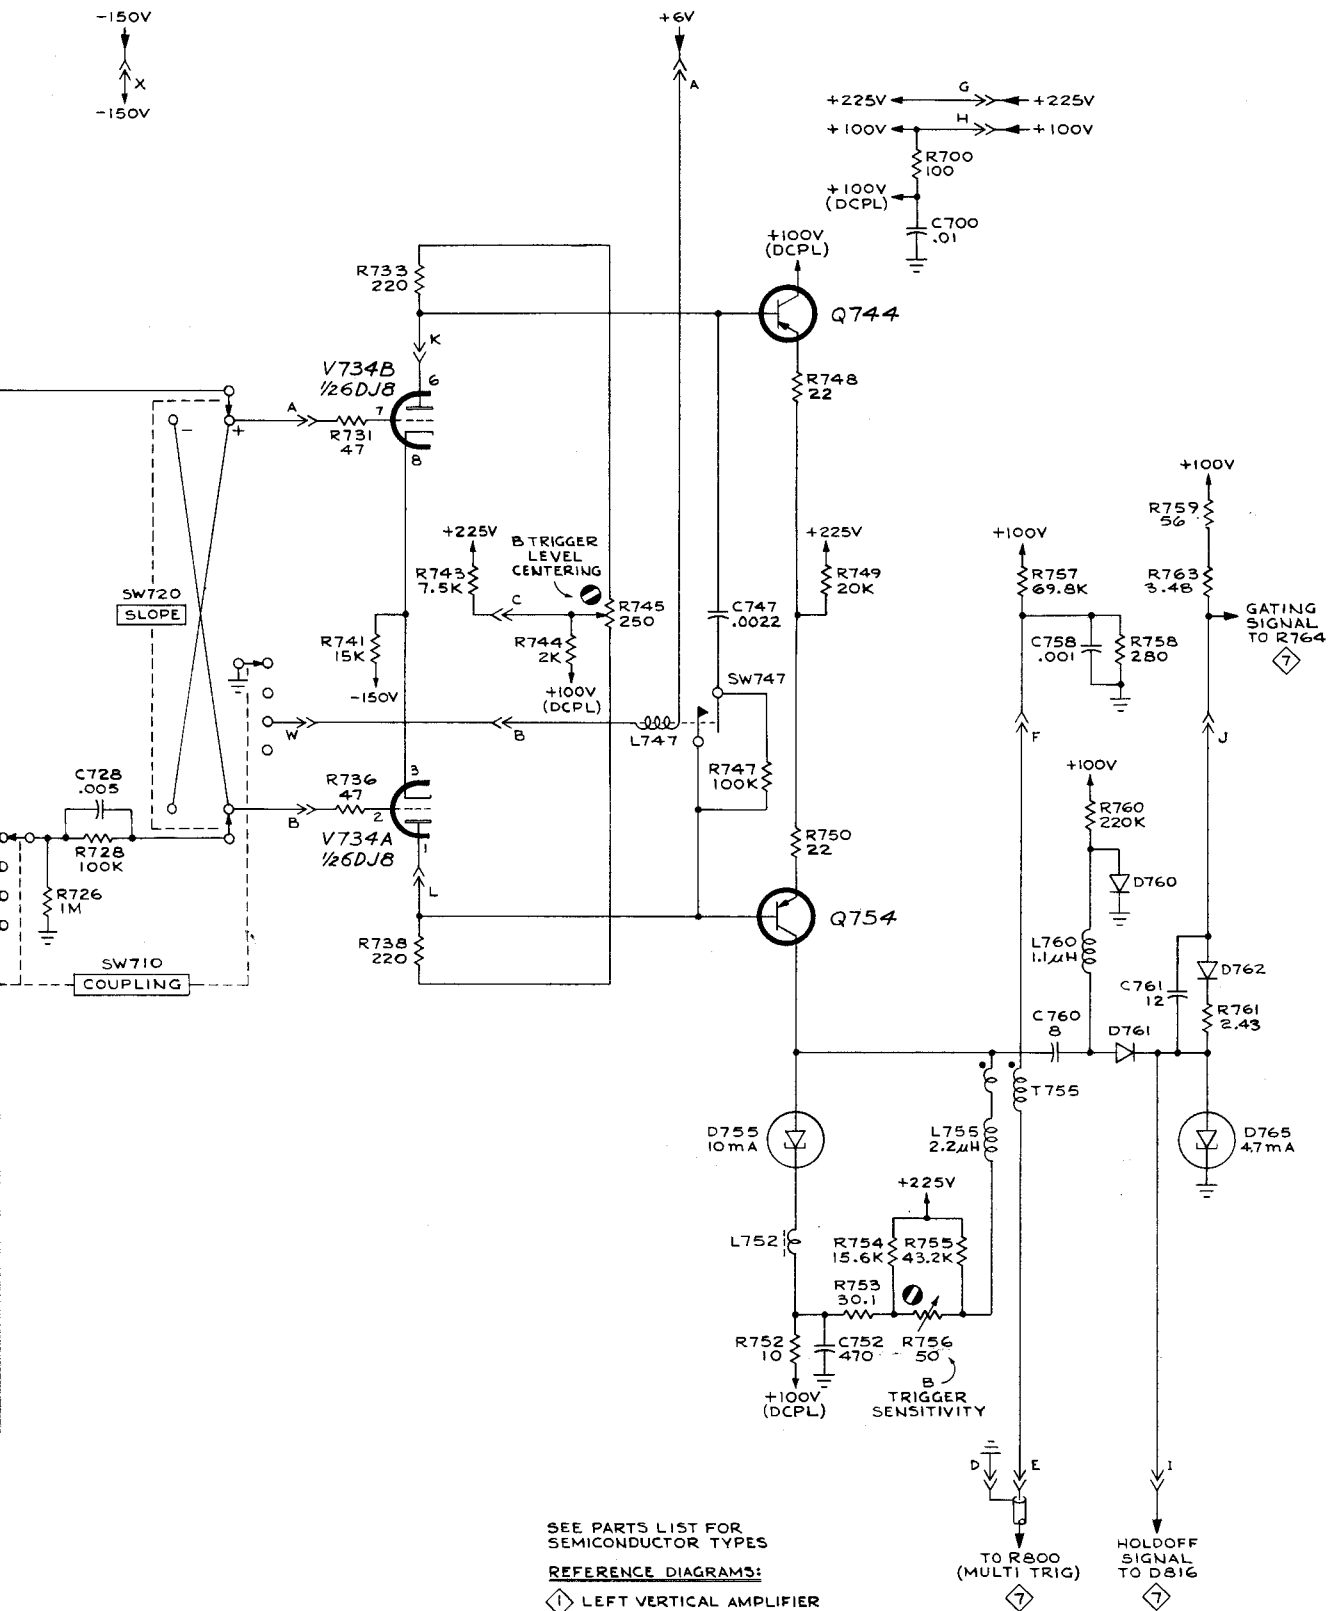 -150V
X
-150V
+6V
A
+225V
G
+225V
+100V
H
+100V
R700
100
+100V
(DCPL)
C700
.01
+100V
(DCPL)
Q744
R733
220
K
V734B
½6DJ8
6
7
8
A
R731
47
R748
22
-
+
+225V
R743
7.5K
B TRIGGER
LEVEL
CENTERING
C
R745
250
R744
2K
+100V
(DCPL)
R741
15K
-150V
C747
.0022
SW747
+225V
R749
20K
SW720
SLOPE
W
B
L747
R747
100K
+100V
R757
69.8K
C758
.001
R758
280
F
+100V
R759
56
R763
3.48
GATING
SIGNAL
TO R764
7
J
+100V
R760
220K
D760
L760
1.1µH
C728
.005
R728
100K
R726
1M
B
R736
47
3
2
1
V734A
½6DJ8
L
R738
220
R750
22
Q754
SW710
COUPLING
C760
8
D761
C761
12
D762
R761
2.43
D755
10mA
L755
2.2µH
T755
D765
4.7mA
L752
+225V
R754
15.6K
R755
43.2K
R753
30.1
R752
10
C752
470
R756
50
B
TRIGGER
SENSITIVITY
+100V
(DCPL)
D
E
I
TO R800
(MULTI TRIG)
7
HOLDOFF
SIGNAL
TO D816
7
SEE PARTS LIST FOR
SEMICONDUCTOR TYPES
REFERENCE DIAGRAMS:
1 LEFT VERTICAL AMPLIFIER